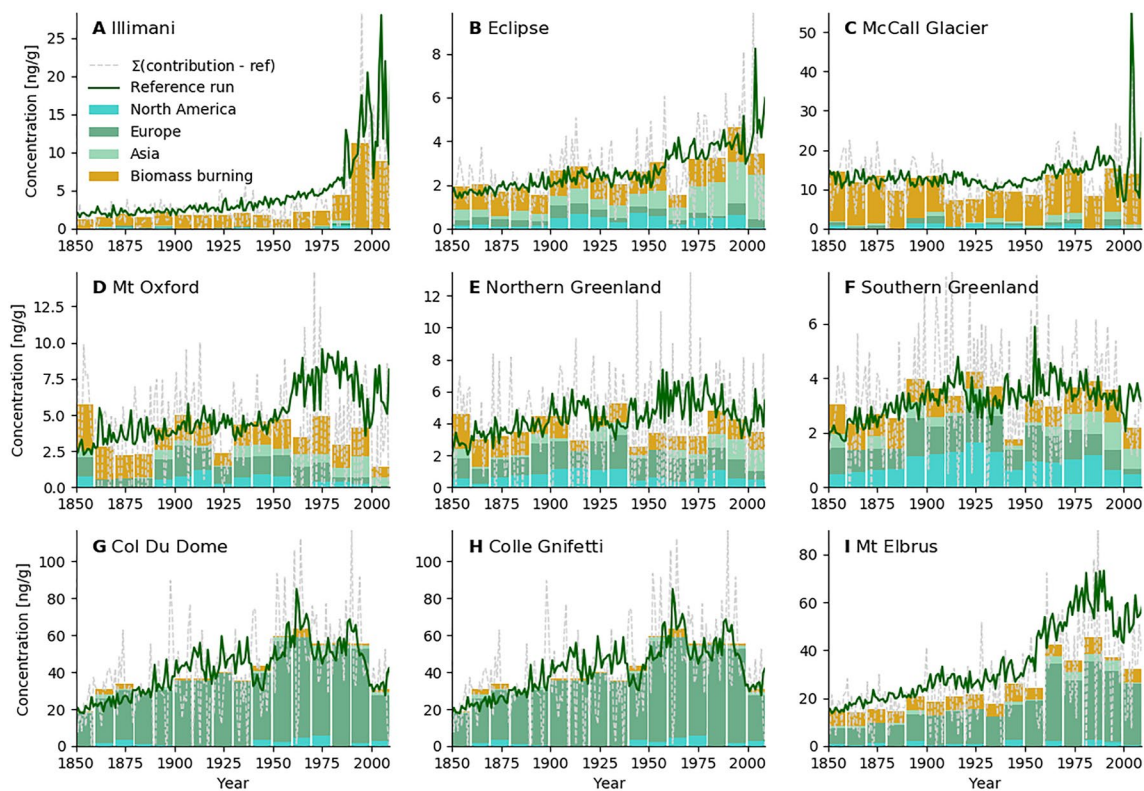 A Illimani
B Eclipse
C McCall Glacier
Concentration [ng/g]
25
20
15
10
5
0
Σ(contribution - ref)
Reference run
North America
Europe
Asia
Biomass burning
8
6
4
2
0
50
40
30
20
10
0
1850 1875 1900 1925 1950 1975 2000
1850 1875 1900 1925 1950 1975 2000
1850 1875 1900 1925 1950 1975 2000
D Mt Oxford
E Northern Greenland
F Southern Greenland
Concentration [ng/g]
12.5
10.0
7.5
5.0
2.5
0.0
12
10
8
6
4
2
0
6
4
2
0
1850 1875 1900 1925 1950 1975 2000
1850 1875 1900 1925 1950 1975 2000
1850 1875 1900 1925 1950 1975 2000
G Col Du Dome
H Colle Gnifetti
I Mt Elbrus
Concentration [ng/g]
100
80
60
40
20
0
100
80
60
40
20
0
80
60
40
20
0
1850 1875 1900 1925 1950 1975 2000
1850 1875 1900 1925 1950 1975 2000
1850 1875 1900 1925 1950 1975 2000
Year
Year
Year